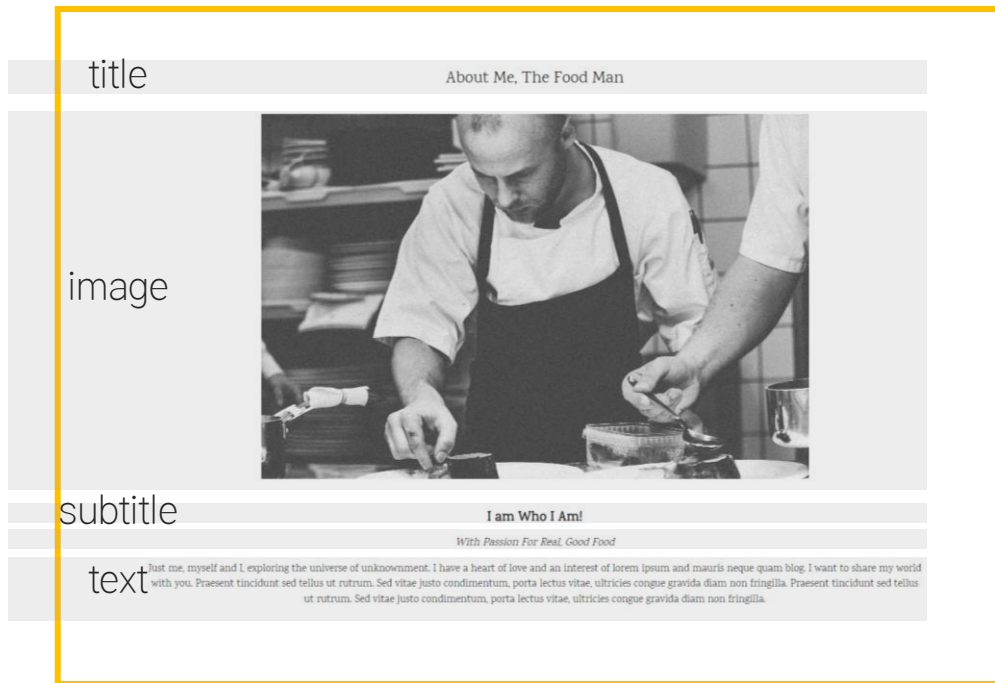 title
About Me, The Food Man
image
subtitle
I am Who I Am!
With Passion For Real, Good Food
text
Just me, myself and I, exploring the universe of unknownment. I have a heart of love and an interest of lorem ipsum and mauris neque quam blog. I want to share my world
with you. Praesent tincidunt sed tellus ut rutrum. Sed vitae justo condimentum, porta lectus vitae, ultricies congue gravida diam non fringilla. Praesent tincidunt sed tellus
ut rutrum. Sed vitae justo condimentum, porta lectus vitae, ultricies congue gravida diam non fringilla.